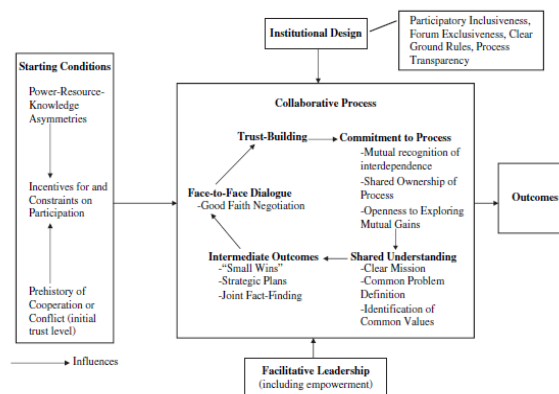 Institutional Design
Participatory Inclusiveness,
Forum Exclusiveness, Clear
Ground Rules, Process
Transparency
Starting Conditions
Power-Resource-
Knowledge
Asymmetries
Incentives for and
Constraints on
Participation
Prehistory of
Cooperation or
Conflict (initial
trust level)
Collaborative Process
Trust-Building
Commitment to Process
-Mutual recognition of
interdependence
-Shared Ownership of
Process
-Openness to Exploring
Mutual Gains
Face-to-Face Dialogue
-Good Faith Negotiation
Intermediate Outcomes
-“Small Wins”
-Strategic Plans
-Joint Fact-Finding
Shared Understanding
-Clear Mission
-Common Problem
Definition
-Identification of
Common Values
Outcomes
Influences
Facilitative Leadership
(including empowerment)